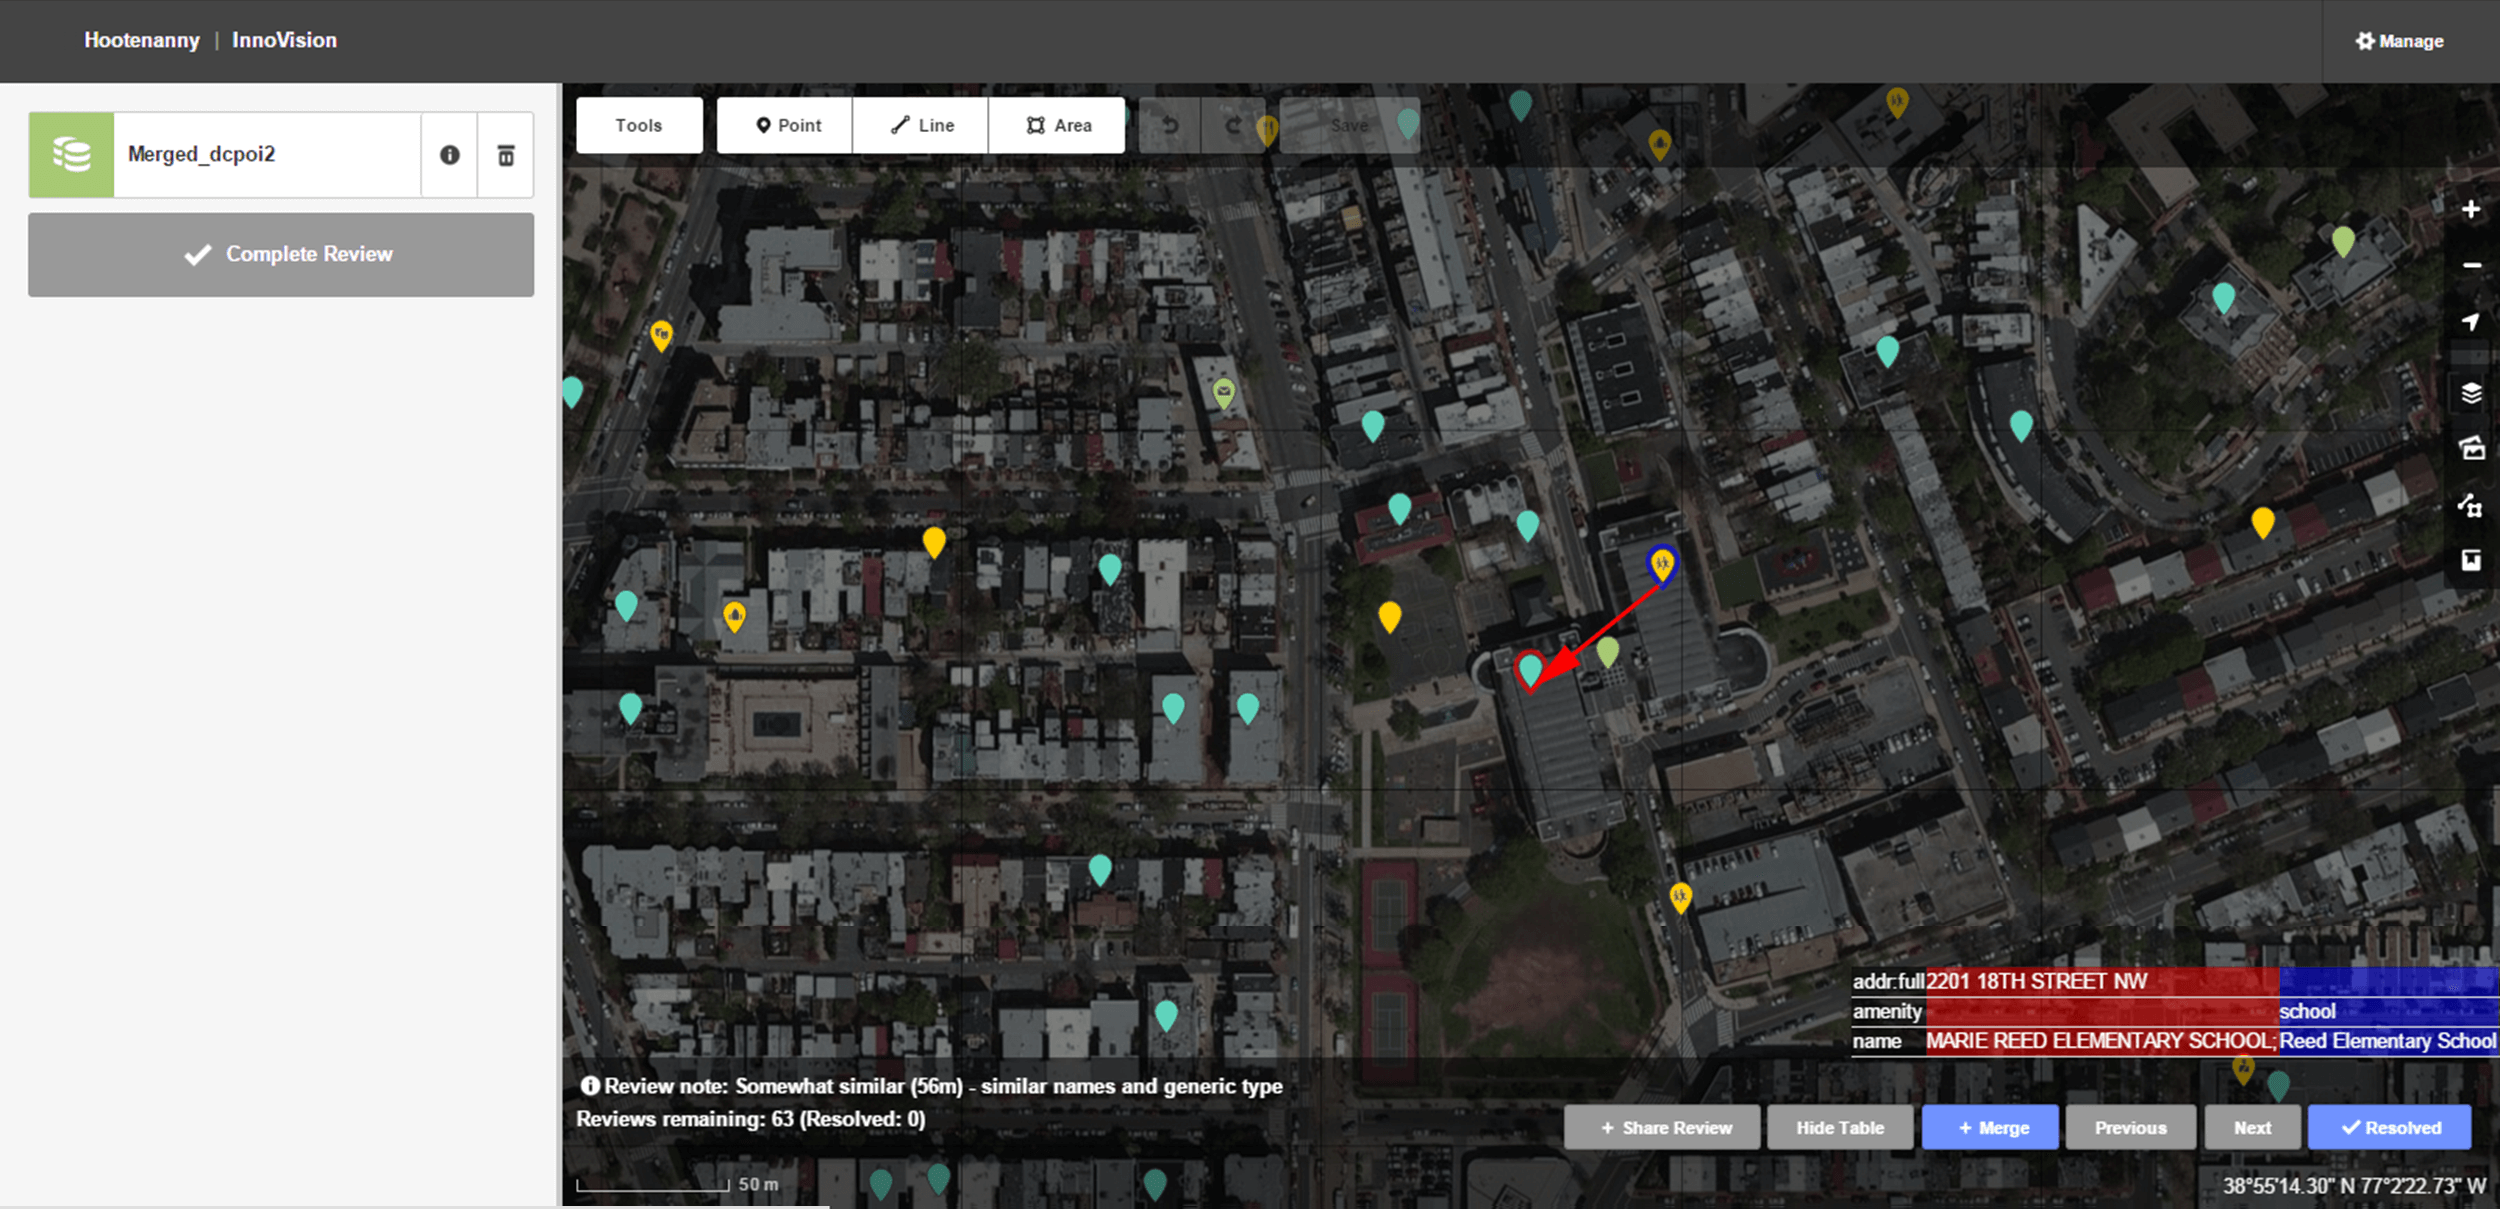 Hootenanny | InnoVision
Manage
Merged_dcpoi2
Complete Review
Tools
Point
Line
Area
Save
addr:full 2201 18TH STREET NW
amenity school
name MARIE REED ELEMENTARY SCHOOL; Reed Elementary School
Review note: Somewhat similar (56m) - similar names and generic type
Reviews remaining: 63 (Resolved: 0)
+ Share Review
Hide Table
+ Merge
Previous
Next
Resolved
50 m
38°55'14.30" N 77°2'22.73" W